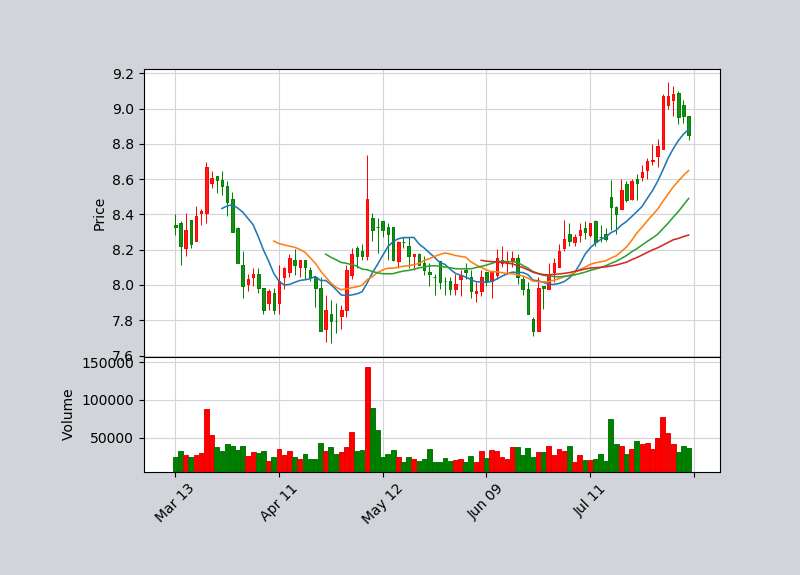 9.2
9.0
8.8
8.6
8.4
8.2
8.0
7.8
7.6
Price
150000
100000
50000
Volume
Mar 13
Apr 11
May 12
Jun 09
Jul 11